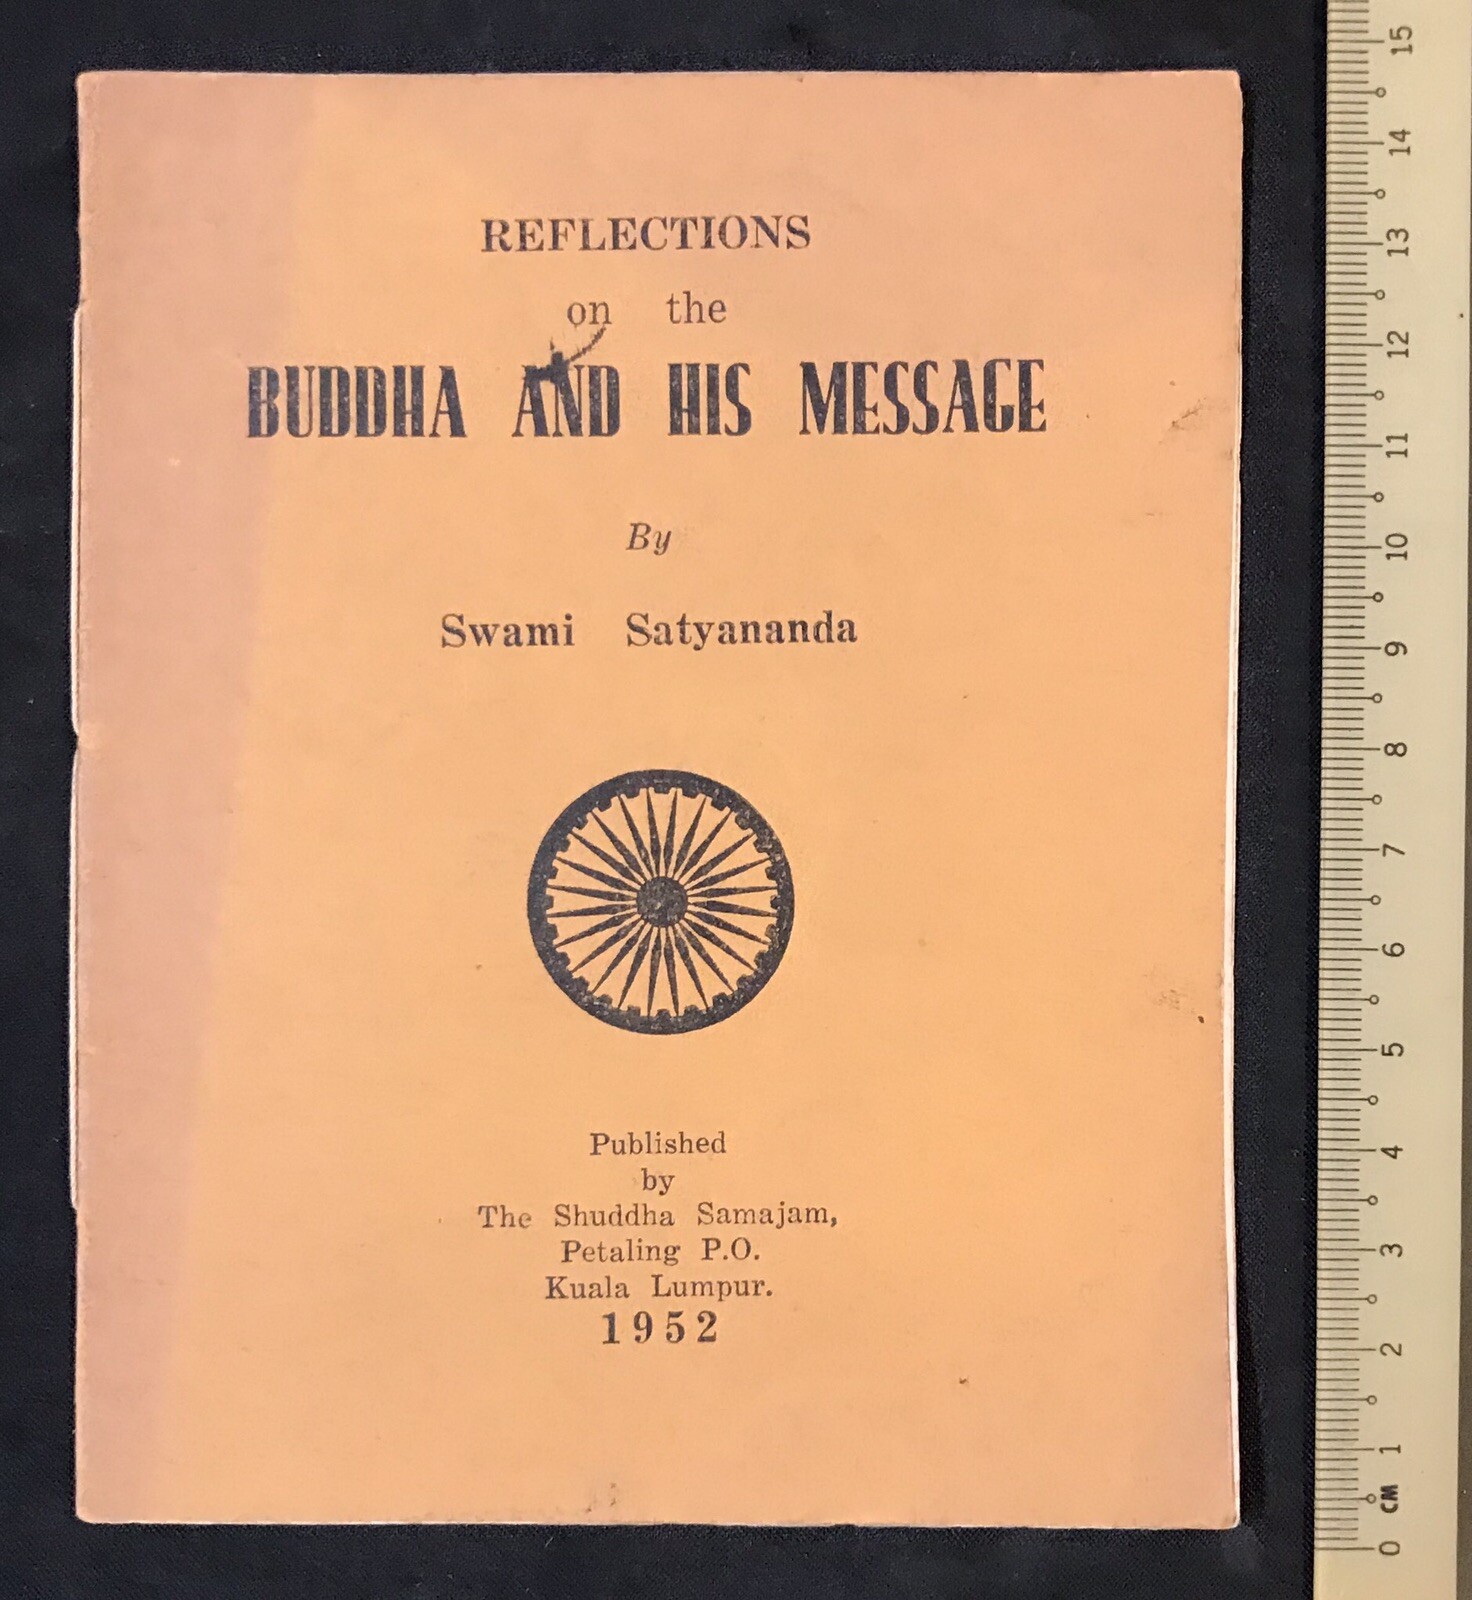 REFLECTIONS
on the
BUDDHA AND HIS MESSAGE
By
Swami Satyananda
Published
by
The Shuddha Samajam,
Petaling P.O.
Kuala Lumpur.
1952
15
14
13
12
11
10
9
8
7
6
5
4
3
2
1
CM
0